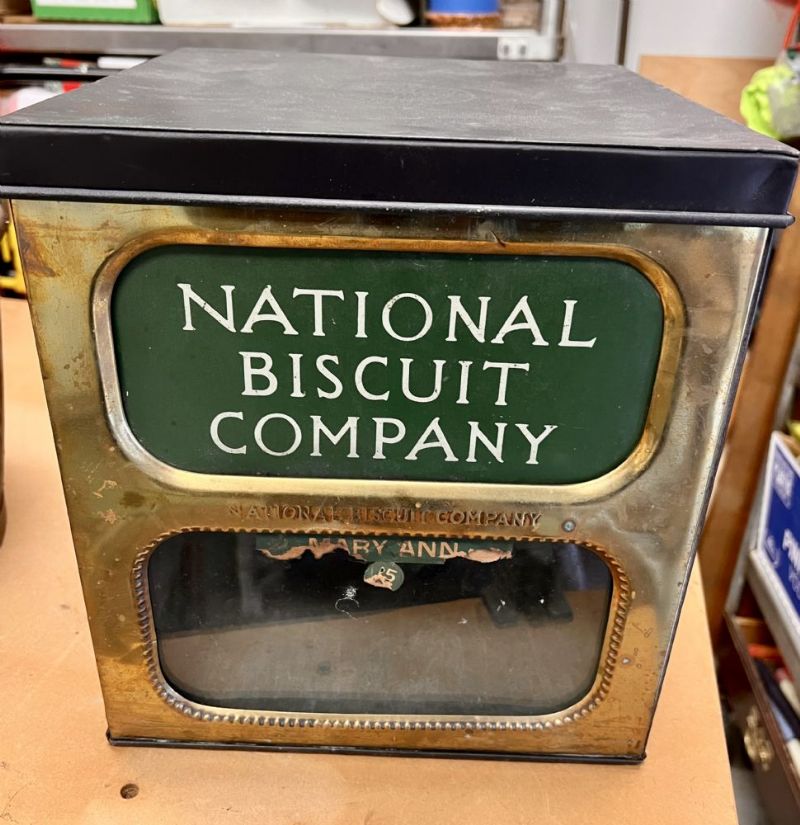 NATIONAL
BISCUIT
COMPANY
NATIONAL BISCUIT COMPANY
MARY ANN